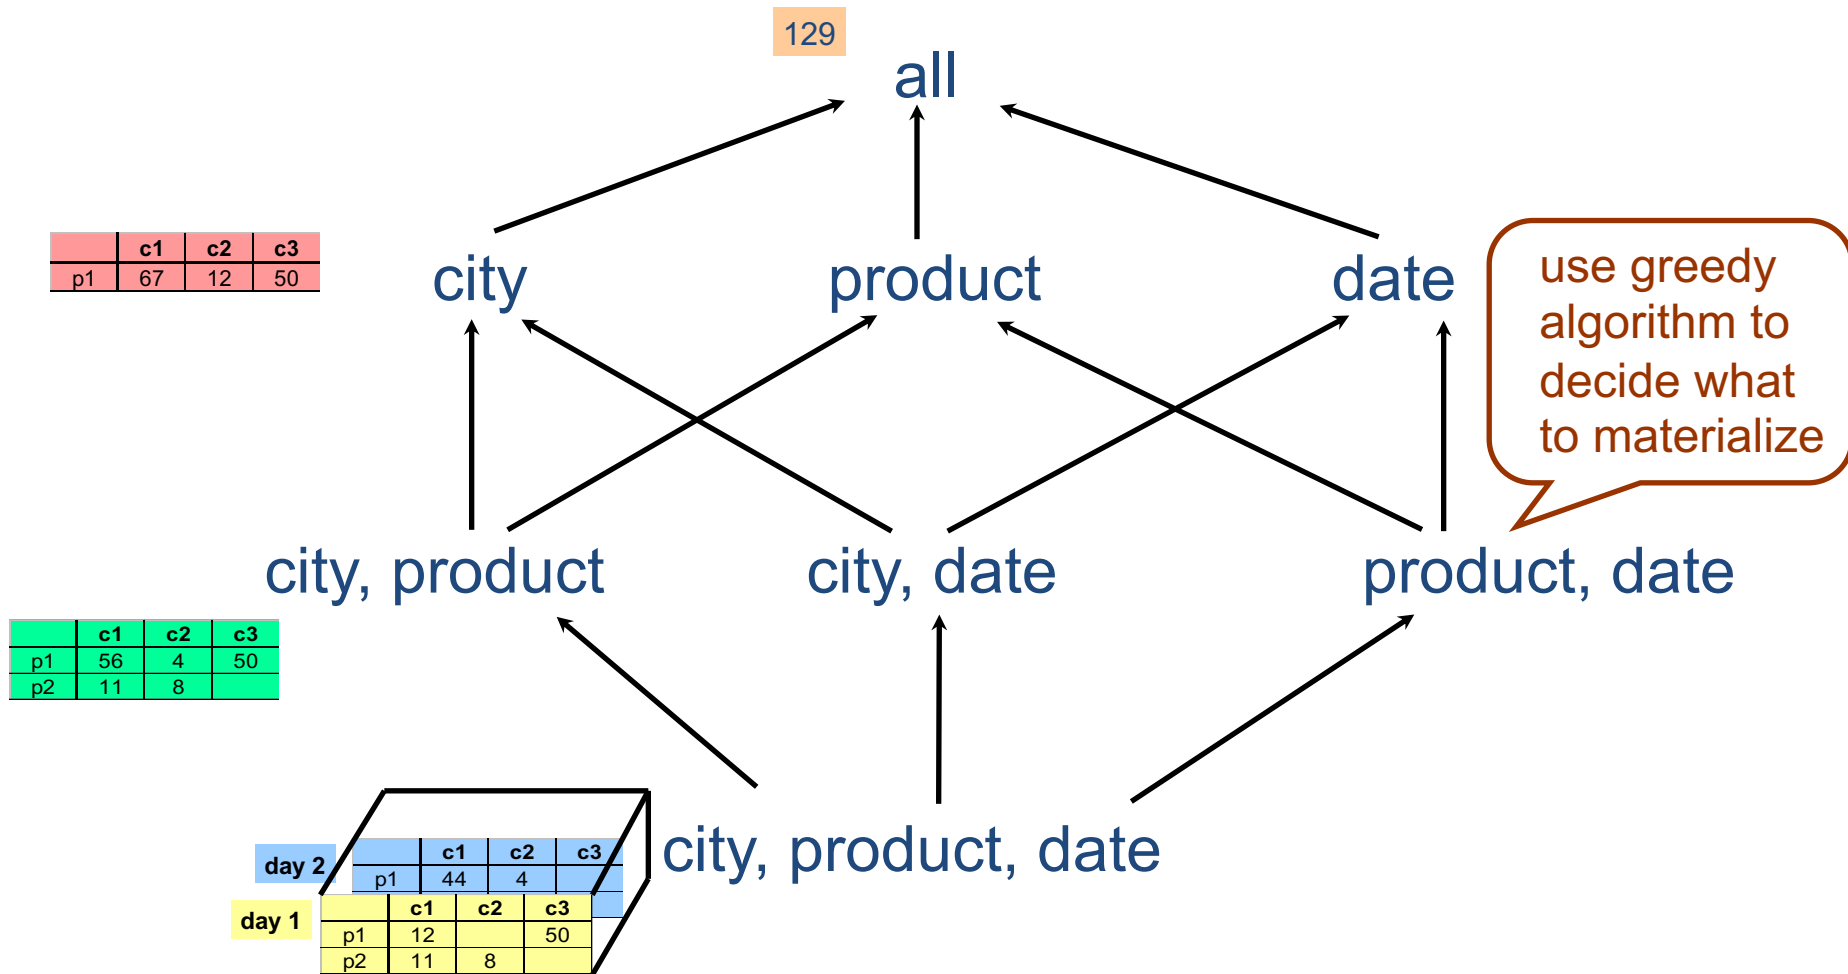 129
all
c1 c2 c3
p1 67 12 50
city product date
use greedy
algorithm to
decide what
to materialize
city, product city, date product, date
c1 c2 c3
p1 56 4 50
p2 11 8
city, product, date
day 2
c1 c2 c3
p1 44 4
day 1
c1 c2 c3
p1 12 50
p2 11 8